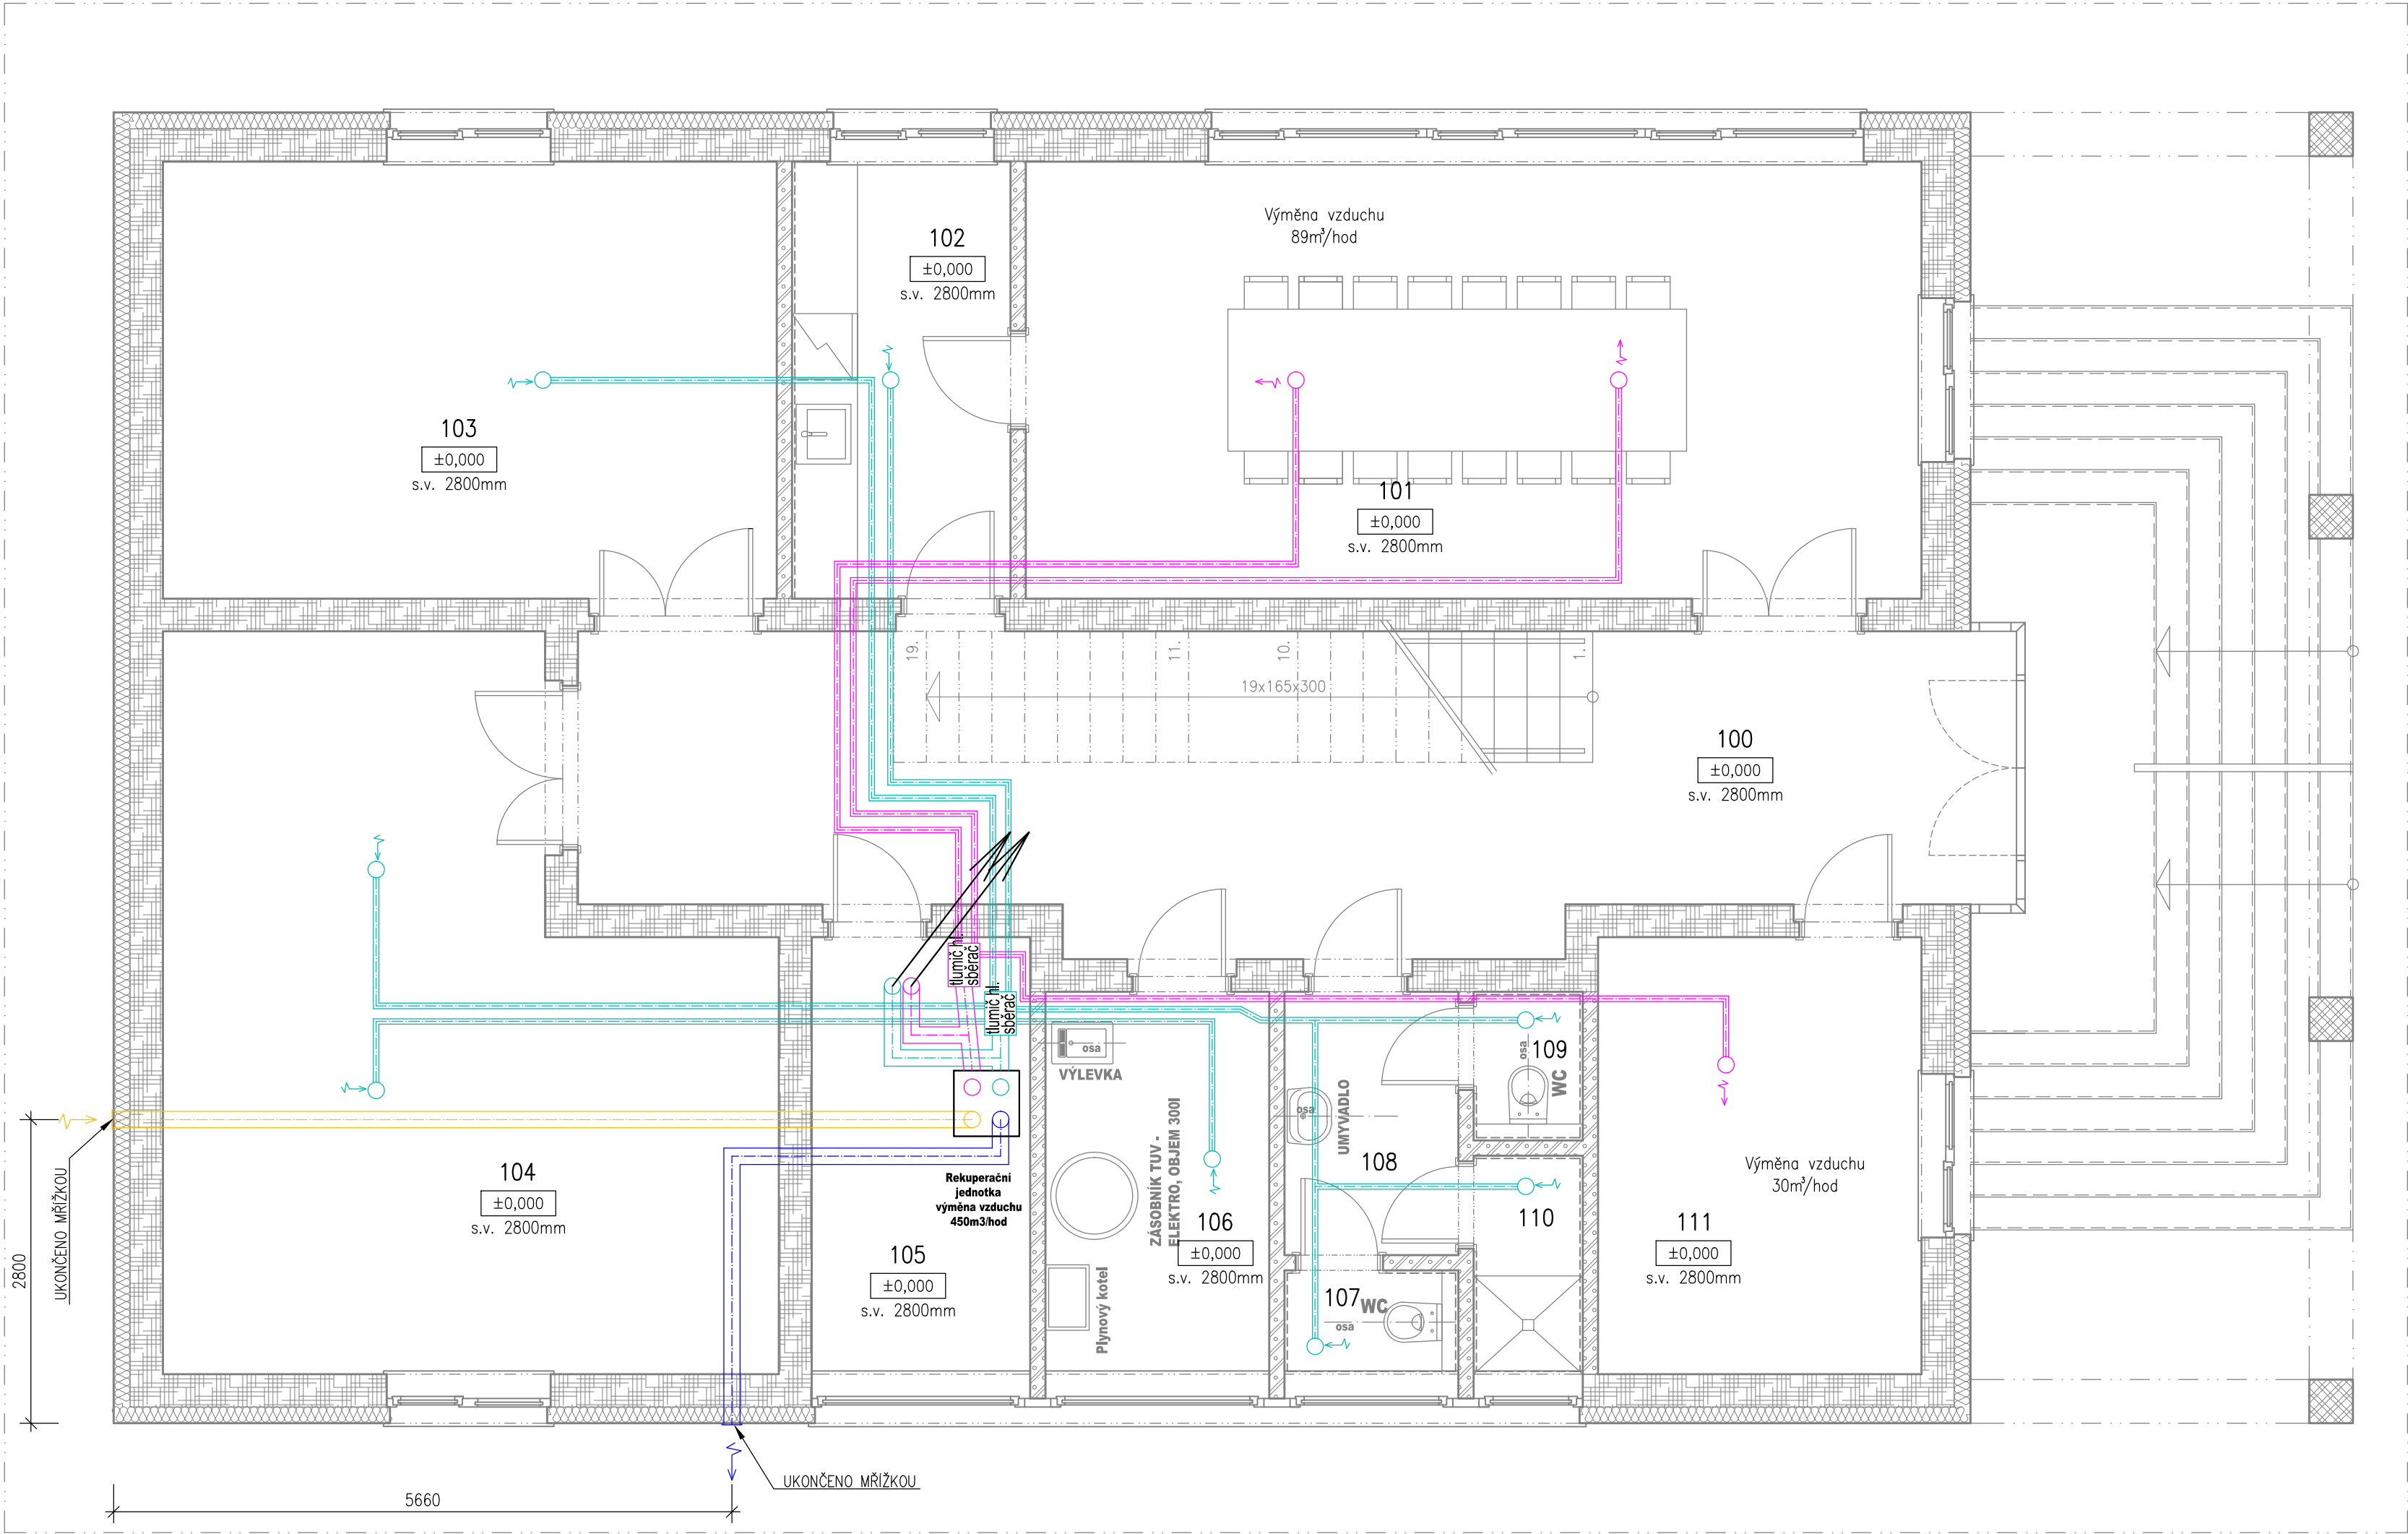 Výměna vzduchu
89m³/hod
102
±0,000
s.v. 2800mm
103
±0,000
s.v. 2800mm
101
±0,000
s.v. 2800mm
19.
11.
10.
1.
19x165x300
100
±0,000
s.v. 2800mm
tlumič hl.
sběrač
tlumič hl.
sběrač
osa
VÝLEVKA
osa
UMYVADLO
109
osa
WC
ZÁSOBNÍK TUV -
ELEKTRO, OBJEM 300l
108
Výměna vzduchu
30m³/hod
104
±0,000
s.v. 2800mm
Rekuperační
jednotka
výměna vzduchu
450m3/hod
105
±0,000
s.v. 2800mm
106
±0,000
s.v. 2800mm
110
111
±0,000
s.v. 2800mm
Plynový kotel
107
WC
osa
2800
UKONČENO MŘÍŽKOU
UKONČENO MŘÍŽKOU
5660